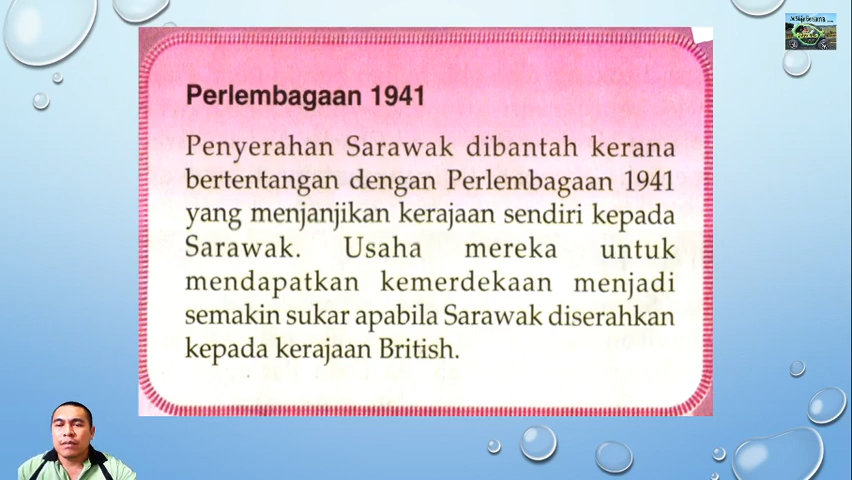 Perlembagaan 1941
Penyerahan Sarawak dibantah kerana
bertentangan dengan Perlembagaan 1941
yang menjanjikan kerajaan sendiri kepada
Sarawak. Usaha mereka untuk
mendapatkan kemerdekaan menjadi
semakin sukar apabila Sarawak diserahkan
kepada kerajaan British.